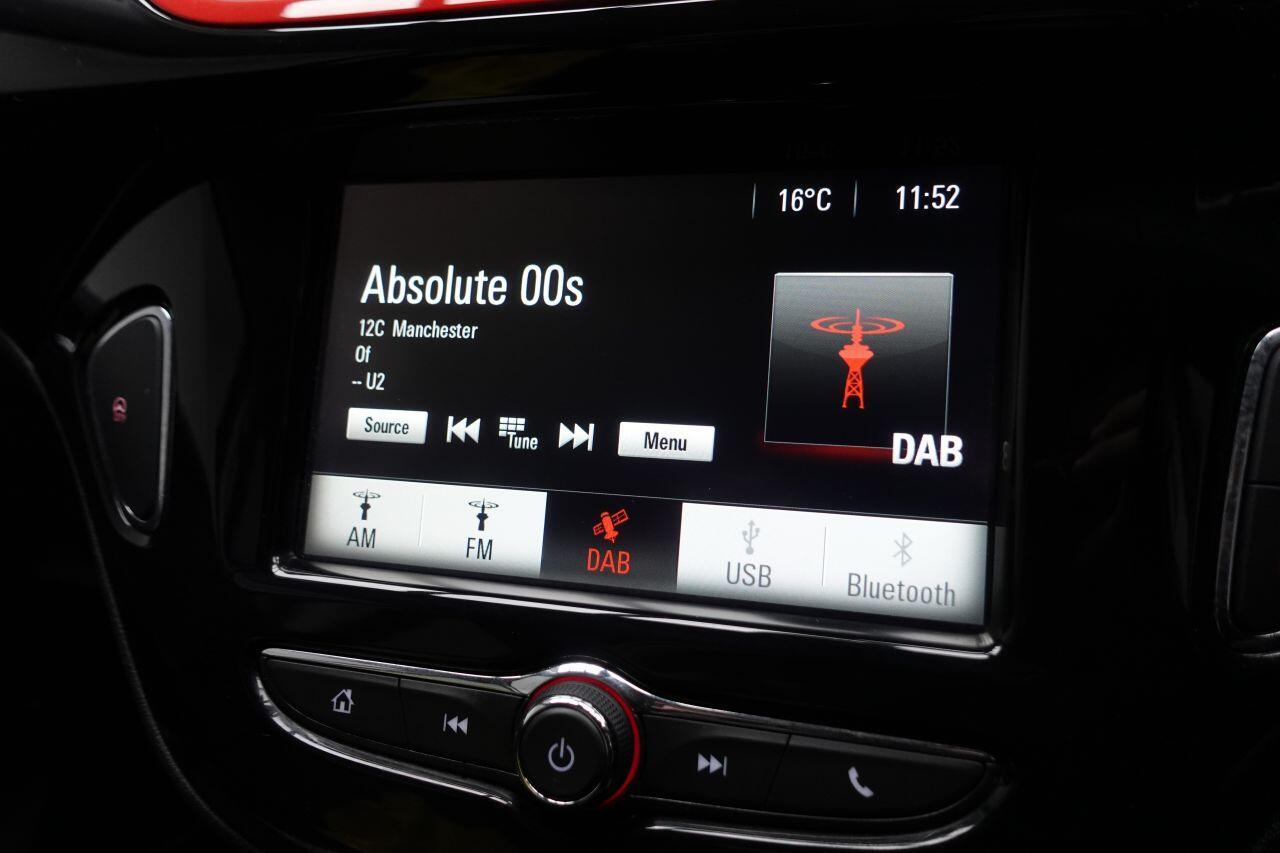 16°C 11:52
Absolute 00s
12C Manchester
Of
-- U2
Source Tune Menu
DAB
AM FM DAB USB Bluetooth